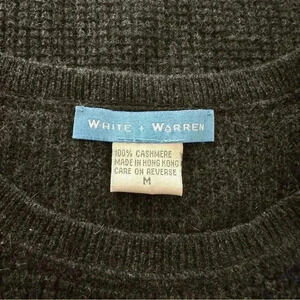 WHITE + WARREN
100% CASHMERE
MADE IN HONG KONG
CARE ON REVERSE
M